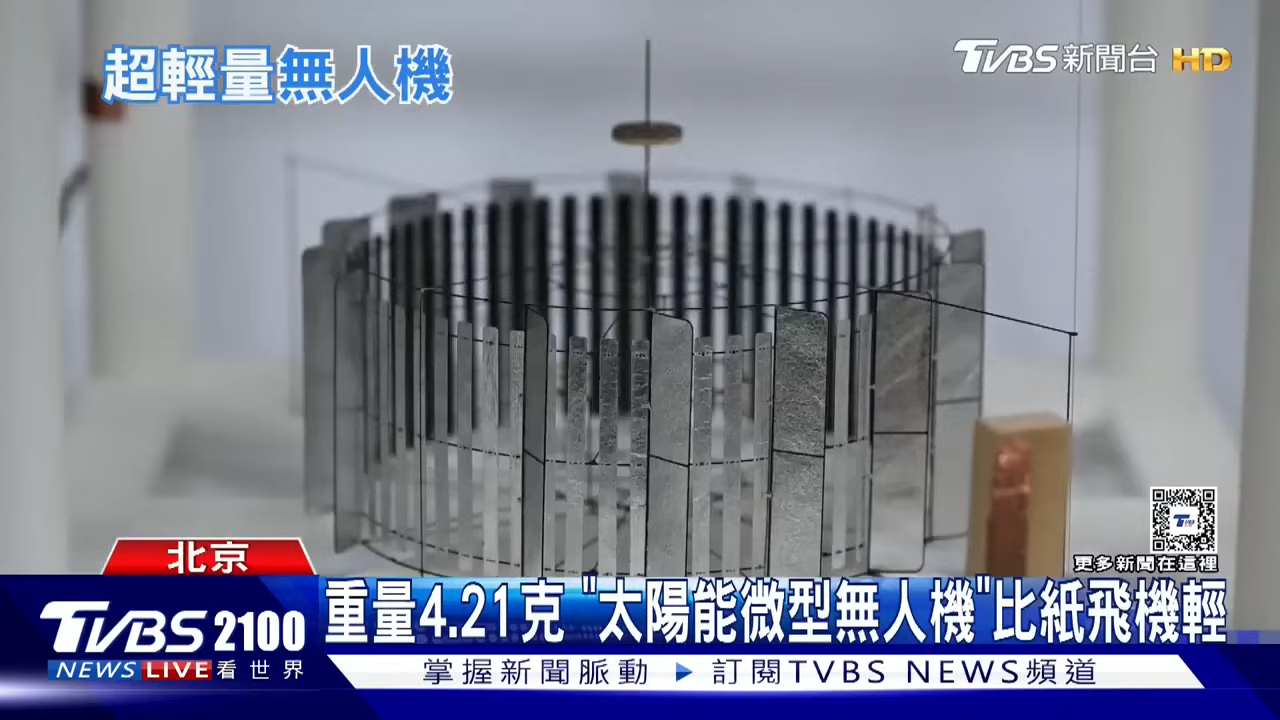 超輕量無人機
TVBS新聞台 HD
更多新聞在這裡
北京
重量4.21克 "太陽能微型無人機"比紙飛機輕
TVBS 2100
NEWS LIVE 看世界
掌握新聞脈動 ▶ 訂閱TVBS NEWS頻道